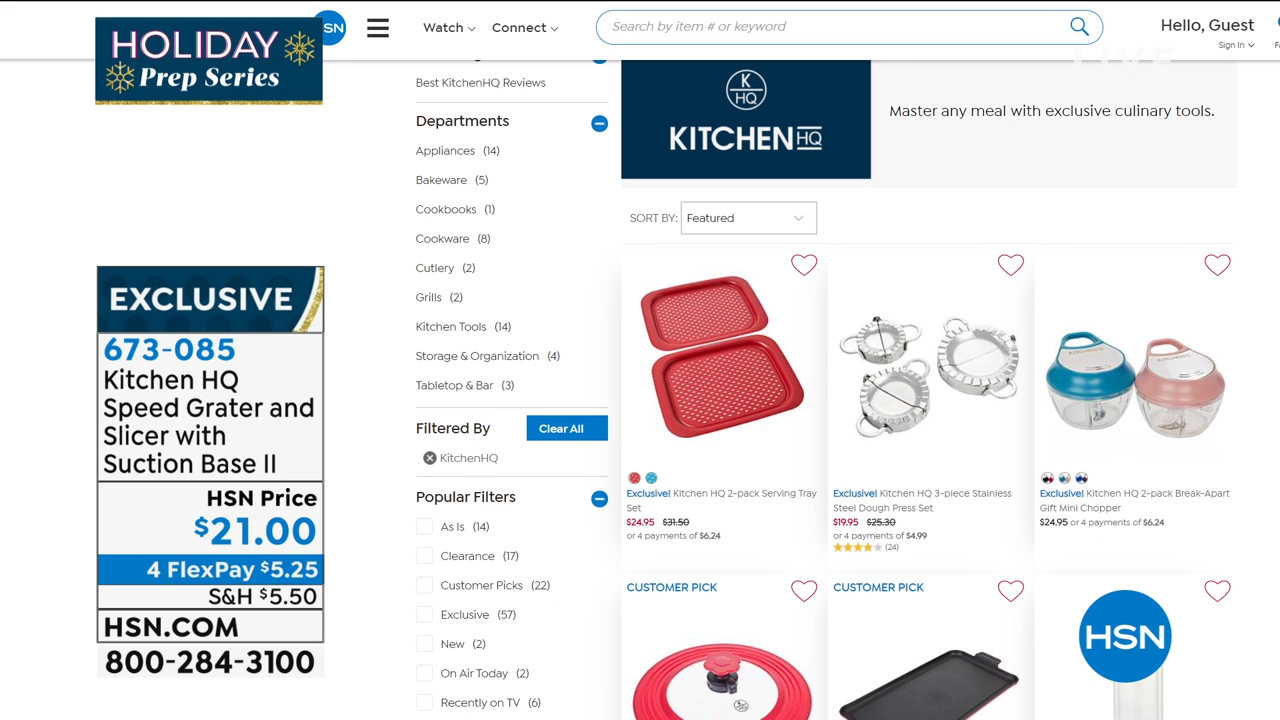 HOLIDAY
Prep Series
SN
Watch
Connect
Search by item # or keyword
Hello, Guest
Sign In
LIVE
Best KitchenHQ Reviews
Departments
Appliances (14)
Bakeware (5)
Cookbooks (1)
Cookware (8)
Cutlery (2)
Grills (2)
Kitchen Tools (14)
Storage & Organization (4)
Tabletop & Bar (3)
Filtered By
Clear All
KitchenHQ
Popular Filters
As Is (14)
Clearance (17)
Customer Picks (22)
Exclusive (57)
New (2)
On Air Today (2)
Recently on TV (6)
K
HQ
KITCHEN HQ
Master any meal with exclusive culinary tools.
SORT BY: Featured
Exclusive! Kitchen HQ 2-pack Serving Tray
Set
$24.95 $31.50
or 4 payments of $6.24
Exclusive! Kitchen HQ 3-piece Stainless
Steel Dough Press Set
$19.95 $25.30
or 4 payments of $4.99
(24)
Exclusive! Kitchen HQ 2-pack Break-Apart
Gift Mini Chopper
$24.95 or 4 payments of $6.24
CUSTOMER PICK
CUSTOMER PICK
HSN
EXCLUSIVE
673-085
Kitchen HQ
Speed Grater and
Slicer with
Suction Base II
HSN Price
$21.00
4 FlexPay $5.25
S&H $5.50
HSN.COM
800-284-3100